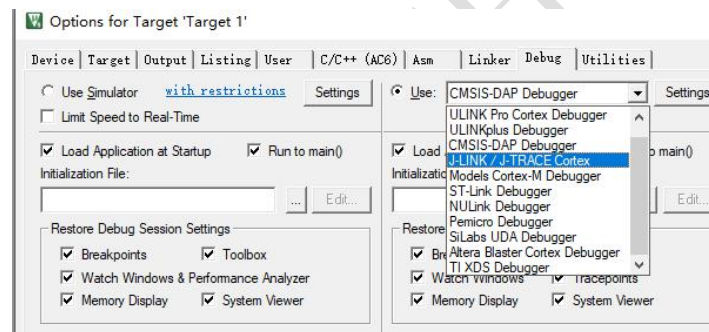 Options for Target 'Target 1'
Device Target Output Listing User C/C++ (AC6) Asm Linker Debug Utilities
Use Simulator with restrictions Settings
Limit Speed to Real-Time
Load Application at Startup Run to main()
Initialization File:
... Edit...
Restore Debug Session Settings
Breakpoints Toolbox
Watch Windows & Performance Analyzer
Memory Display System Viewer
Use: CMSIS-DAP Debugger Settings
ULINK Pro Cortex Debugger
ULINKplus Debugger
CMSIS-DAP Debugger
J-LINK / J-TRACE Cortex
Models Cortex-M Debugger
ST-Link Debugger
NULink Debugger
Pemicro Debugger
SiLabs UDA Debugger
Altera Blaster Cortex Debugger
TI XDS Debugger
Load main()
Edit...
Restore
Watch Windows Tracepoints
Memory Display System Viewer